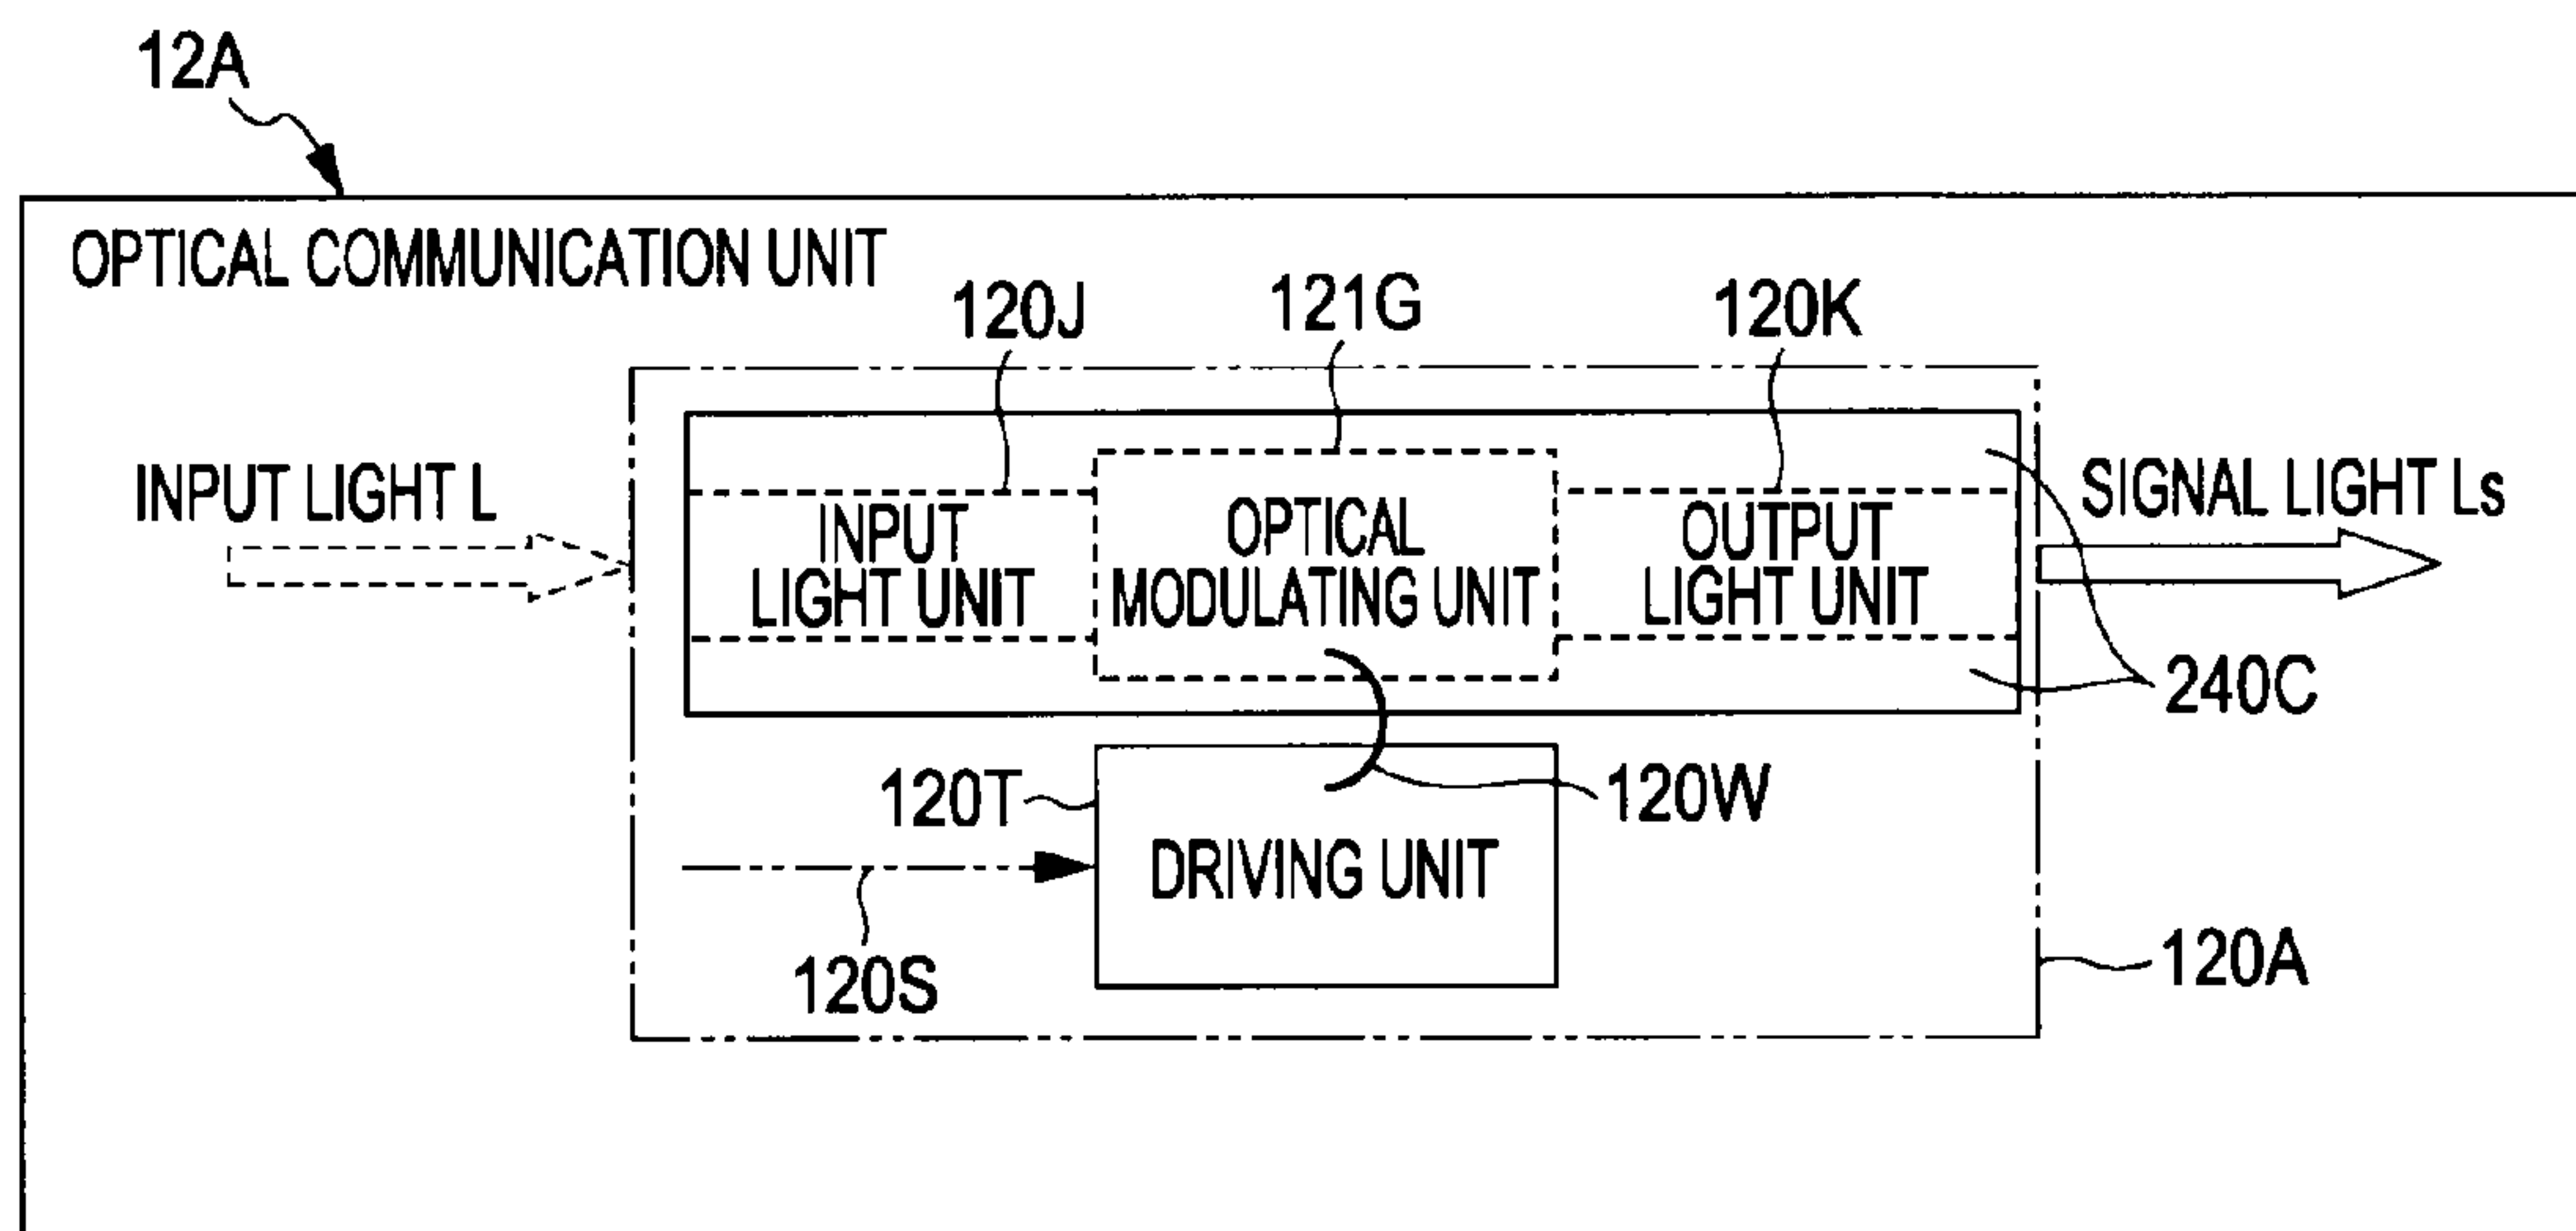 12A
OPTICAL COMMUNICATION UNIT
120J
121G
120K
INPUT LIGHT L
INPUT
LIGHT UNIT
OPTICAL
MODULATING UNIT
OUTPUT
LIGHT UNIT
SIGNAL LIGHT Ls
240C
120T
120W
DRIVING UNIT
120S
120A